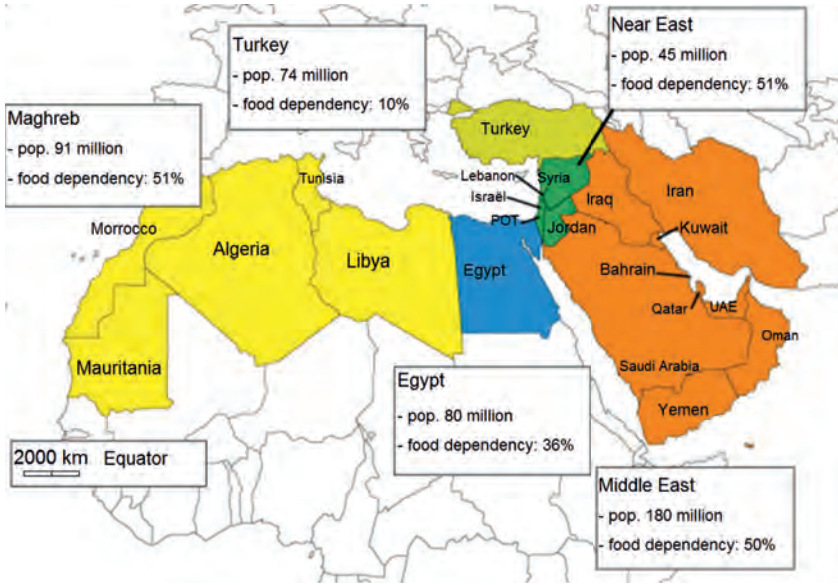 Turkey
- pop. 74 million
- food dependency: 10%
Near East
- pop. 45 million
- food dependency: 51%
Maghreb
- pop. 91 million
- food dependency: 51%
Turkey
Lebanon
Syria
Israël
POT
Jordan
Iraq
Iran
Kuwait
Tunisia
Morrocco
Algeria
Libya
Egypt
Bahrain
Qatar
UAE
Oman
Mauritania
Saudi Arabia
Yemen
Egypt
- pop. 80 million
- food dependency: 36%
2000 km Equator
Middle East
- pop. 180 million
- food dependency: 50%